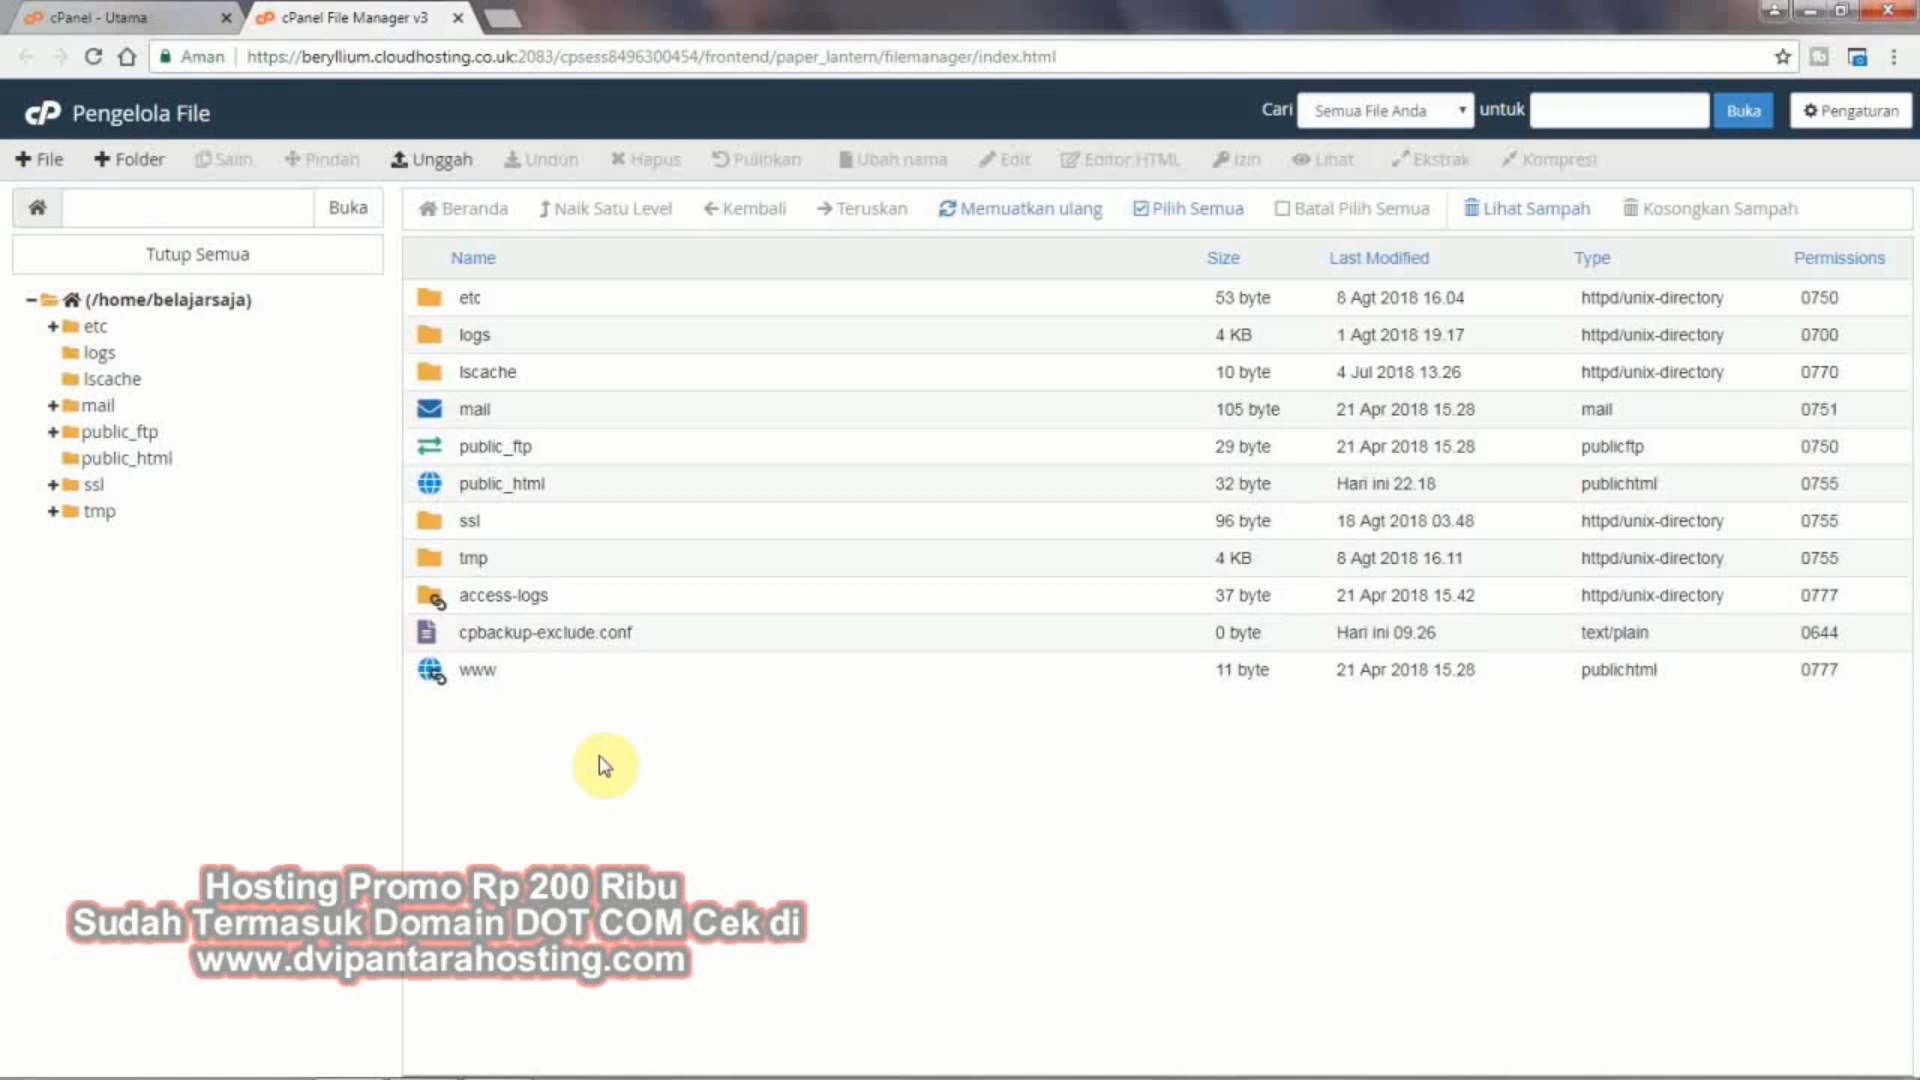 cPanel - Utama
cPanel File Manager v3
Aman https://beryllium.cloudhosting.co.uk:2083/cpsess8496300454/frontend/paper_lantern/filemanager/index.html
cP Pengelola File
Cari Semua File Anda untuk Buka Pengaturan
File Folder Salin Pindah Unggah Unduh Hapus Pulihkan Ubah nama Edit Editor HTML Izin Lihat Ekstrak Kompresi
Buka
Beranda Naik Satu Level Kembali Teruskan Memuatkan ulang Pilih Semua Batal Pilih Semua Lihat Sampah Kosongkan Sampah
Tutup Semua
(/home/belajarsaja)
etc
logs
lscache
mail
public_ftp
public_html
ssl
tmp
Name Size Last Modified Type Permissions
etc 53 byte 8 Agt 2018 16.04 httpd/unix-directory 0750
logs 4 KB 1 Agt 2018 19.17 httpd/unix-directory 0700
lscache 10 byte 4 Jul 2018 13.26 httpd/unix-directory 0770
mail 105 byte 21 Apr 2018 15.28 mail 0751
public_ftp 29 byte 21 Apr 2018 15.28 publicftp 0750
public_html 32 byte Hari ini 22.18 publichtml 0755
ssl 96 byte 18 Agt 2018 03.48 httpd/unix-directory 0755
tmp 4 KB 8 Agt 2018 16.11 httpd/unix-directory 0755
access-logs 37 byte 21 Apr 2018 15.42 httpd/unix-directory 0777
cpbackup-exclude.conf 0 byte Hari ini 09.26 text/plain 0644
www 11 byte 21 Apr 2018 15.28 publichtml 0777
Hosting Promo Rp 200 Ribu
Sudah Termasuk Domain DOT COM Cek di
www.dvipantarahosting.com